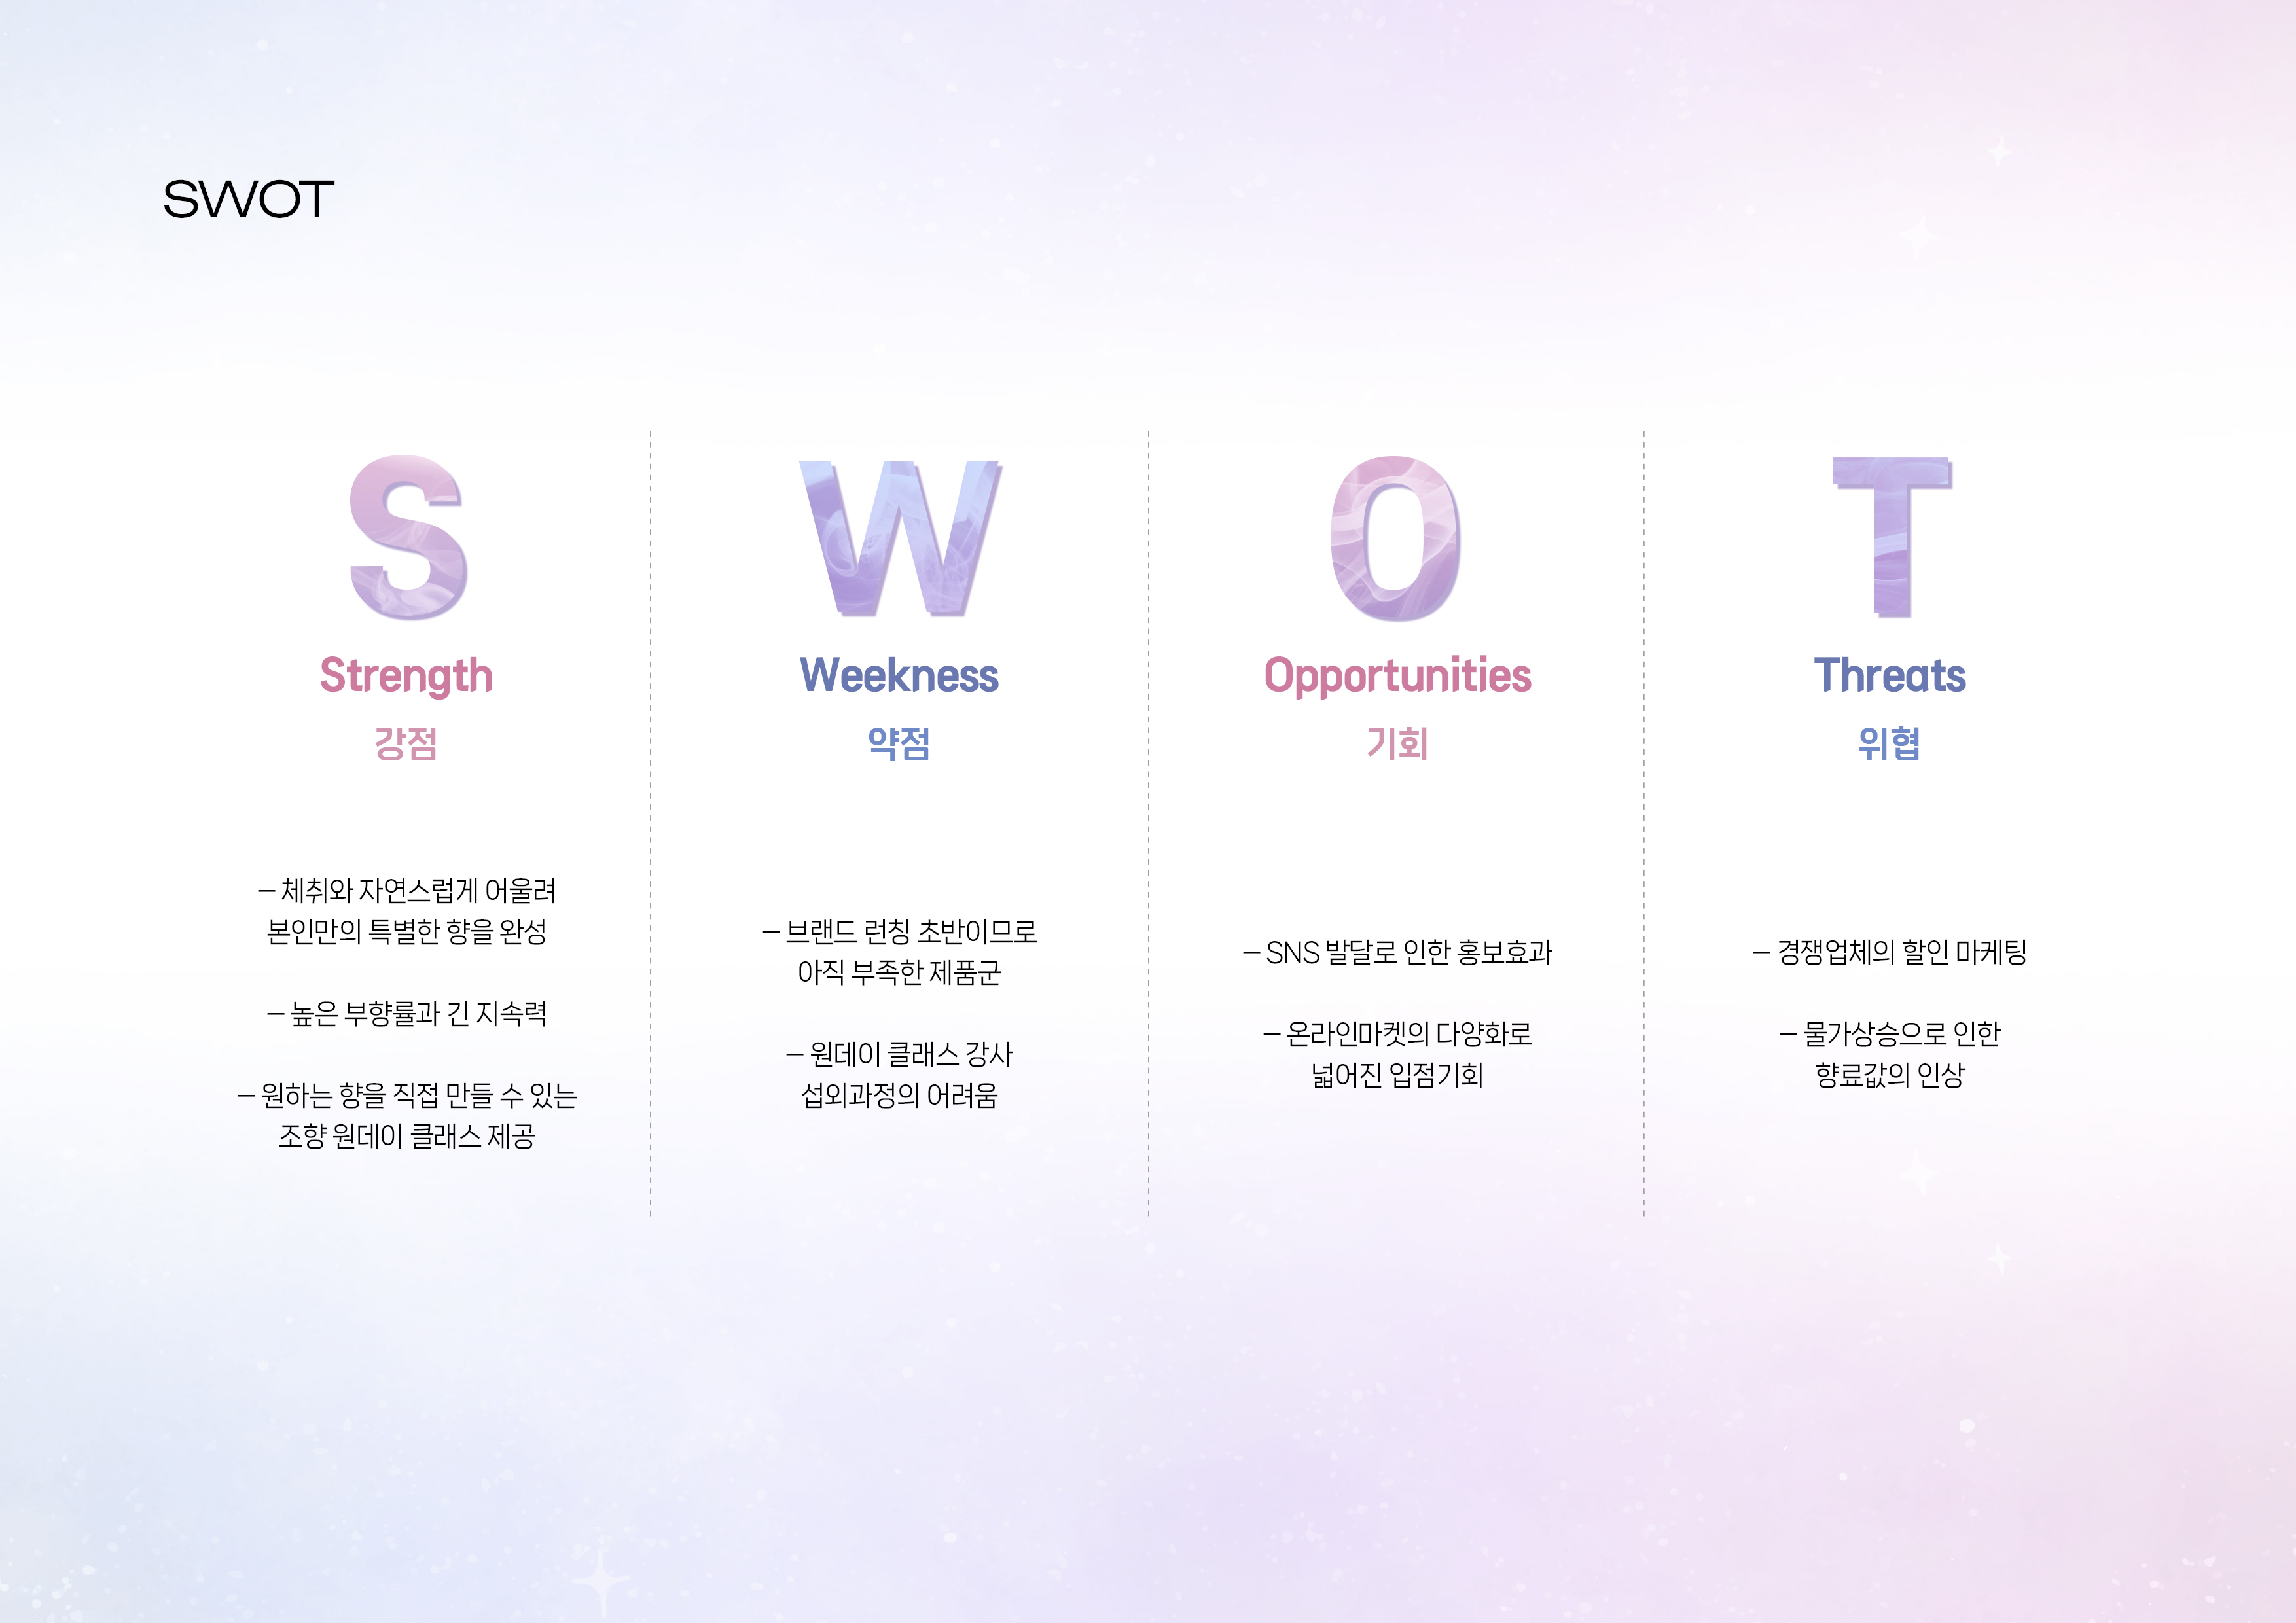 SWOT
S
Strength
강점
– 체취와 자연스럽게 어울려
본인만의 특별한 향을 완성
– 높은 부향률과 긴 지속력
– 원하는 향을 직접 만들 수 있는
조향 원데이 클래스 제공
W
Weekness
약점
– 브랜드 런칭 초반이므로
아직 부족한 제품군
– 원데이 클래스 강사
섭외과정의 어려움
O
Opportunities
기회
– SNS 발달로 인한 홍보효과
– 온라인마켓의 다양화로
넓어진 입점기회
T
Threats
위협
– 경쟁업체의 할인 마케팅
– 물가상승으로 인한
향료값의 인상